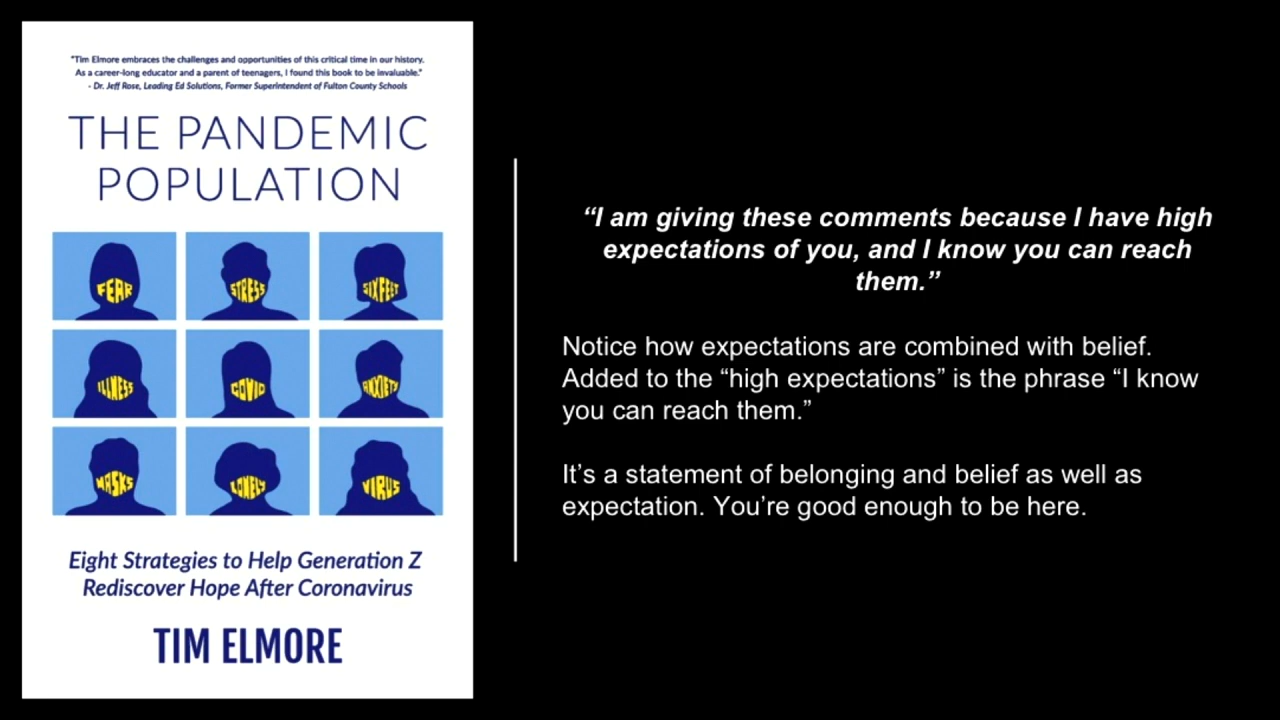 "Tim Elmore embraces the challenges and opportunities of this critical time in our history.
As a career-long educator and a parent of teenagers, I found this book to be invaluable."
- Dr. Jeff Rose, Leading Ed Solutions, Former Superintendent of Fulton County Schools
THE PANDEMIC
POPULATION
FEAR
STRESS
SIX FEET
ILLNESS
COVID
ANXIETY
MASKS
LONELY
VIRUS
Eight Strategies to Help Generation Z
Rediscover Hope After Coronavirus
TIM ELMORE
“I am giving these comments because I have high
expectations of you, and I know you can reach
them.”
Notice how expectations are combined with belief.
Added to the “high expectations” is the phrase “I know
you can reach them.”
It’s a statement of belonging and belief as well as
expectation. You’re good enough to be here.